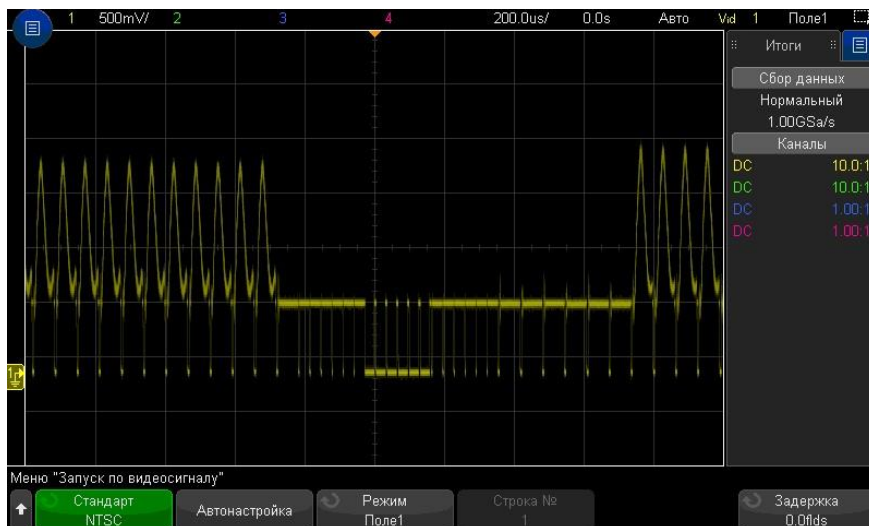 1 500mV/ 2 3 4 200.0us/ 0.0s Авто Vid 1 Поле1
Итоги
Сбор данных
Нормальный
1.00GSa/s
Каналы
DC 10.0:1
DC 10.0:1
DC 1.00:1
DC 1.00:1
Меню "Запуск по видеосигналу"
Стандарт
NTSC
Автонастройка
Режим
Поле1
Строка №
1
Задержка
0.0flds